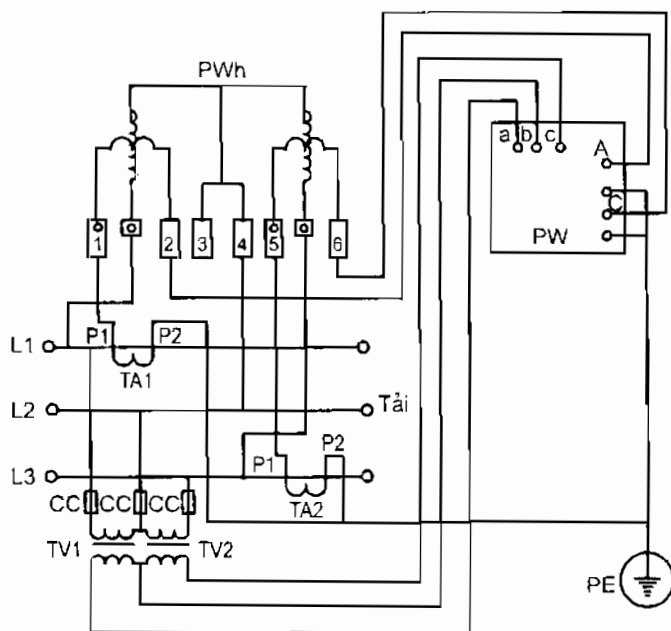 PWh
a b c
A
C
PW
1 2 3 4 5 6
L1 P1 P2
TA1
L2 Tải
L3 P1 P2
TA2
CC CC CC
TV1 TV2
PE